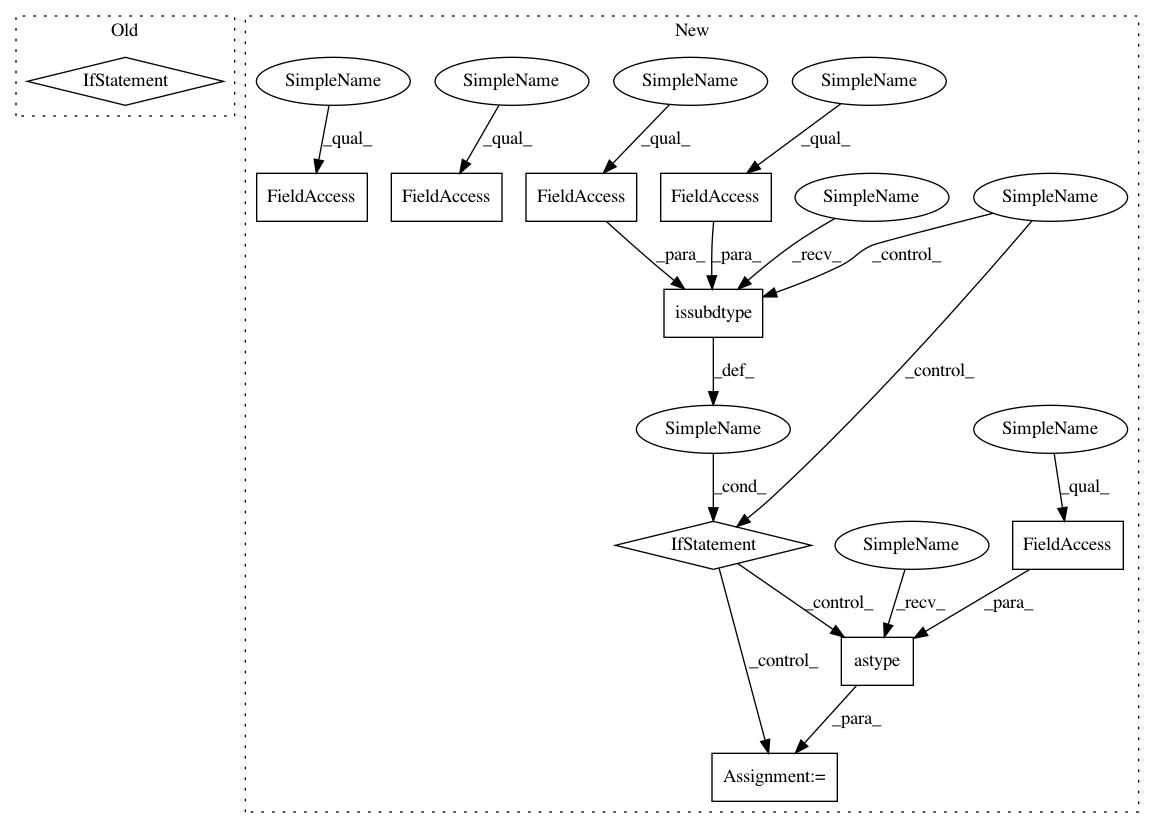 Old
New
IfStatement
SimpleName
SimpleName
SimpleName
SimpleName
_qual_
_qual_
_qual_
_qual_
FieldAccess
FieldAccess
FieldAccess
FieldAccess
SimpleName
SimpleName
_para_
_para_
_recv_
_control_
issubdtype
_def_
_control_
SimpleName
SimpleName
_cond_
_qual_
IfStatement
SimpleName
FieldAccess
_control_
_recv_
_para_
_control_
astype
_para_
Assignment:=